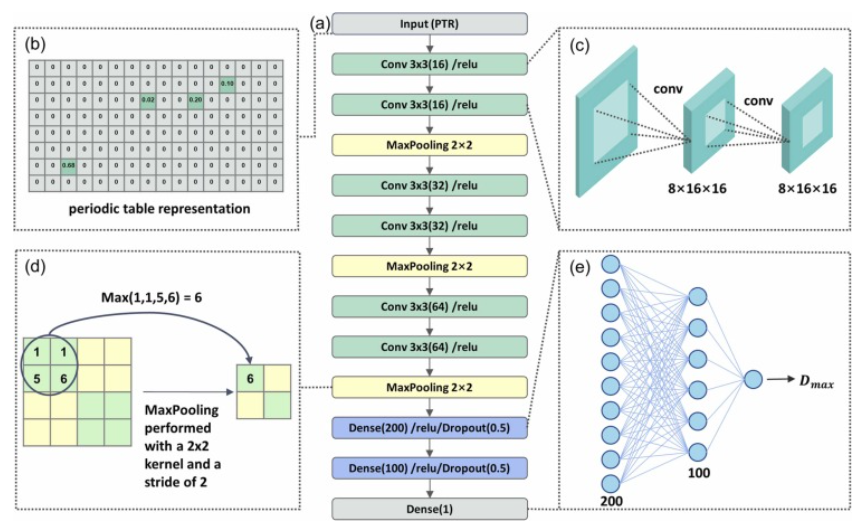 (a)
Input (PTR)
Conv 3x3(16) /relu
Conv 3x3(16) /relu
MaxPooling 2×2
Conv 3x3(32) /relu
Conv 3x3(32) /relu
MaxPooling 2×2
Conv 3x3(64) /relu
Conv 3x3(64) /relu
MaxPooling 2×2
Dense(200) /relu/Dropout(0.5)
Dense(100) /relu/Dropout(0.5)
Dense(1)
(b)
0 0 0 0 0 0 0 0 0 0 0 0 0 0 0 0
0 0 0 0 0 0 0 0 0 0 0 0 0.10 0 0 0
0 0 0 0 0 0 0 0.02 0 0 0.20 0 0 0 0 0
0 0 0 0 0 0 0 0 0 0 0 0 0 0 0 0
0 0 0 0 0 0 0 0 0 0 0 0 0 0 0 0
0 0 0 0 0 0 0 0 0 0 0 0 0 0 0 0
0 0 0.68 0 0 0 0 0 0 0 0 0 0 0 0 0
0 0 0 0 0 0 0 0 0 0 0 0 0 0 0 0
periodic table representation
(c)
conv
conv
8×16×16
8×16×16
(d)
Max(1,1,5,6) = 6
1 1
5 6
6
MaxPooling
performed
with a 2x2
kernel and a
stride of 2
(e)
D_max
100
200